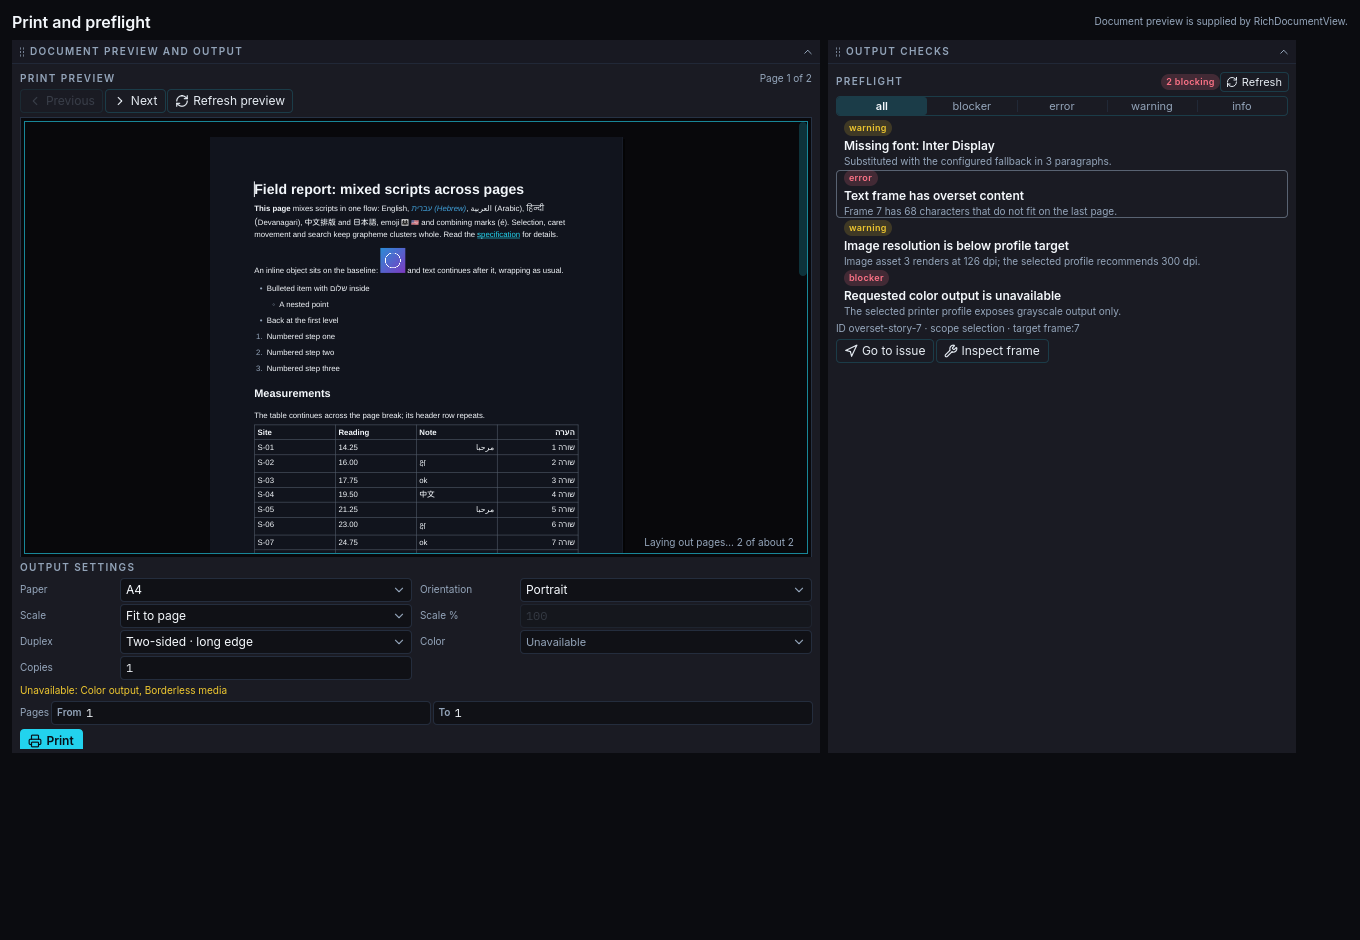 Print and preflight
Document preview is supplied by RichDocumentView.
DOCUMENT PREVIEW AND OUTPUT
PRINT PREVIEW
Page 1 of 2
Previous
Next
Refresh preview
Field report: mixed scripts across pages
This page mixes scripts in one flow: English, עברית (Hebrew), العربية (Arabic), हिन्दी
(Devanagari), 中文排版 and 日本語, emoji and combining marks (é). Selection, caret
movement and search keep grapheme clusters whole. Read the specification for details.
An inline object sits on the baseline: and text continues after it, wrapping as usual.
• Bulleted item with שלום inside
◦ A nested point
• Back at the first level
1. Numbered step one
2. Numbered step two
3. Numbered step three
Measurements
The table continues across the page break; its header row repeats.
Site Reading Note הערה
S-01 14.25 مرحبا שורה 1
S-02 16.00 שורה 2
S-03 17.75 ok שורה 3
S-04 19.50 中文 שורה 4
S-05 21.25 مرحبا שורה 5
S-06 23.00 שורה 6
S-07 24.75 ok שורה 7
Laying out pages... 2 of about 2
OUTPUT SETTINGS
Paper A4 Orientation Portrait
Scale Fit to page Scale % 100
Duplex Two-sided · long edge Color Unavailable
Copies 1
Unavailable: Color output, Borderless media
Pages From 1 To 1
Print
OUTPUT CHECKS
PREFLIGHT
2 blocking
Refresh
all blocker error warning info
warning
Missing font: Inter Display
Substituted with the configured fallback in 3 paragraphs.
error
Text frame has overset content
Frame 7 has 68 characters that do not fit on the last page.
warning
Image resolution is below profile target
Image asset 3 renders at 126 dpi; the selected profile recommends 300 dpi.
blocker
Requested color output is unavailable
The selected printer profile exposes grayscale output only.
ID overset-story-7 · scope selection · target frame:7
Go to issue
Inspect frame